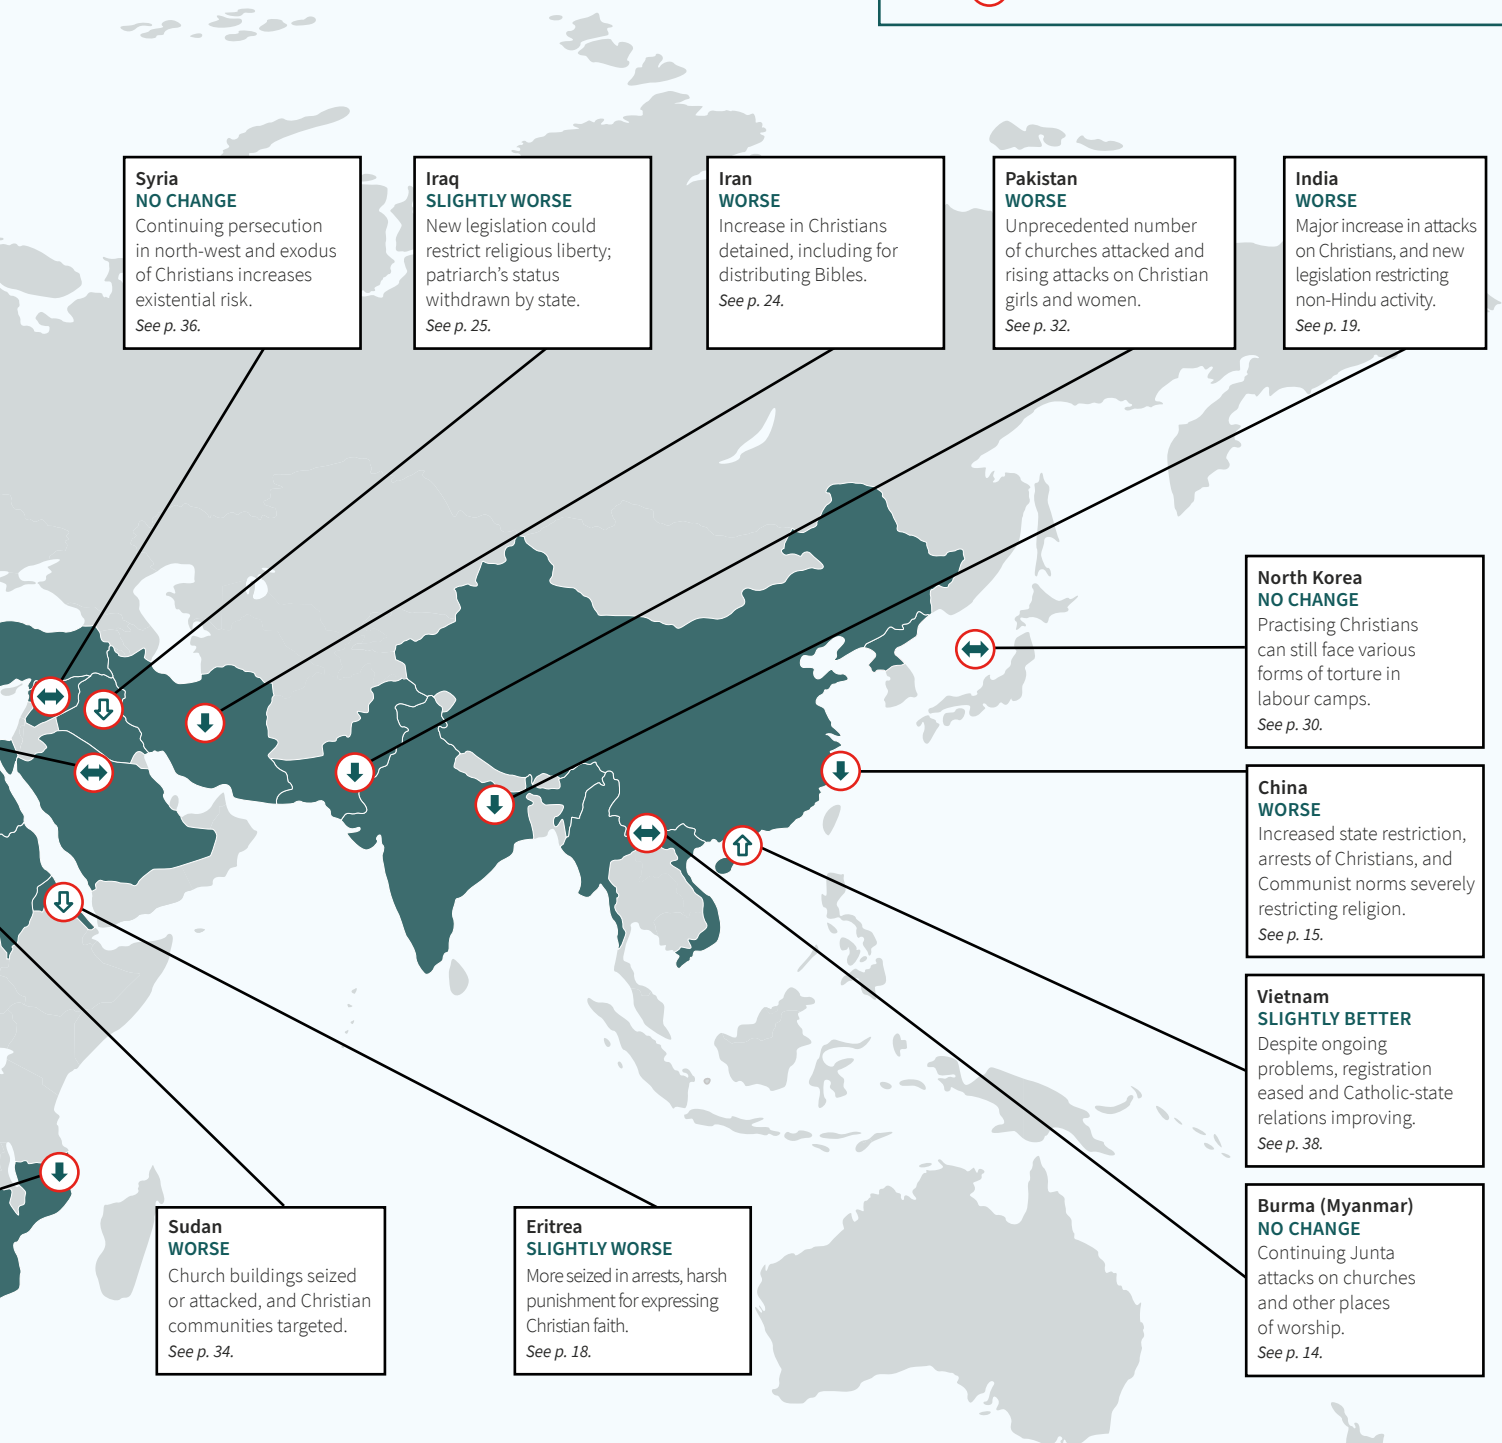 Syria
NO CHANGE
Continuing persecution
in north-west and exodus
of Christians increases
existential risk.
See p. 36.
Iraq
SLIGHTLY WORSE
New legislation could
restrict religious liberty;
patriarch’s status
withdrawn by state.
See p. 25.
Iran
WORSE
Increase in Christians
detained, including for
distributing Bibles.
See p. 24.
Pakistan
WORSE
Unprecedented number
of churches attacked and
rising attacks on Christian
girls and women.
See p. 32.
India
WORSE
Major increase in attacks
on Christians, and new
legislation restricting
non-Hindu activity.
See p. 19.
North Korea
NO CHANGE
Practising Christians
can still face various
forms of torture in
labour camps.
See p. 30.
China
WORSE
Increased state restriction,
arrests of Christians, and
Communist norms severely
restricting religion.
See p. 15.
Vietnam
SLIGHTLY BETTER
Despite ongoing
problems, registration
eased and Catholic-state
relations improving.
See p. 38.
Burma (Myanmar)
NO CHANGE
Continuing Junta
attacks on churches
and other places
of worship.
See p. 14.
Sudan
WORSE
Church buildings seized
or attacked, and Christian
communities targeted.
See p. 34.
Eritrea
SLIGHTLY WORSE
More seized in arrests, harsh
punishment for expressing
Christian faith.
See p. 18.